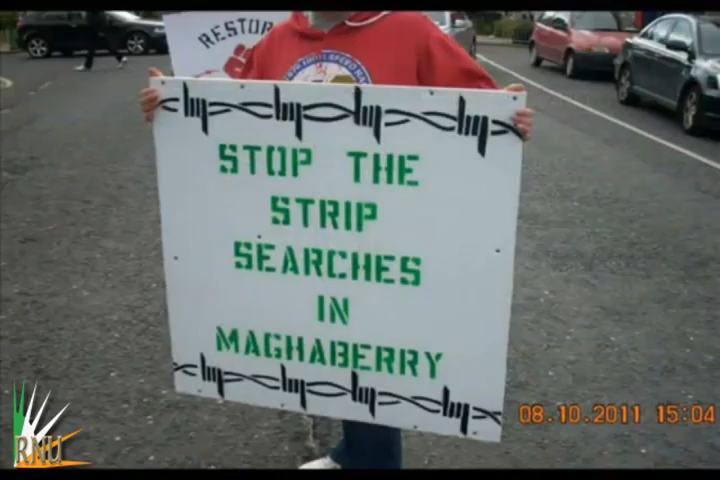 RESTOR
STOP THE
STRIP
SEARCHES
IN
MAGHABERRY
08.10.2011 15:04
RNU